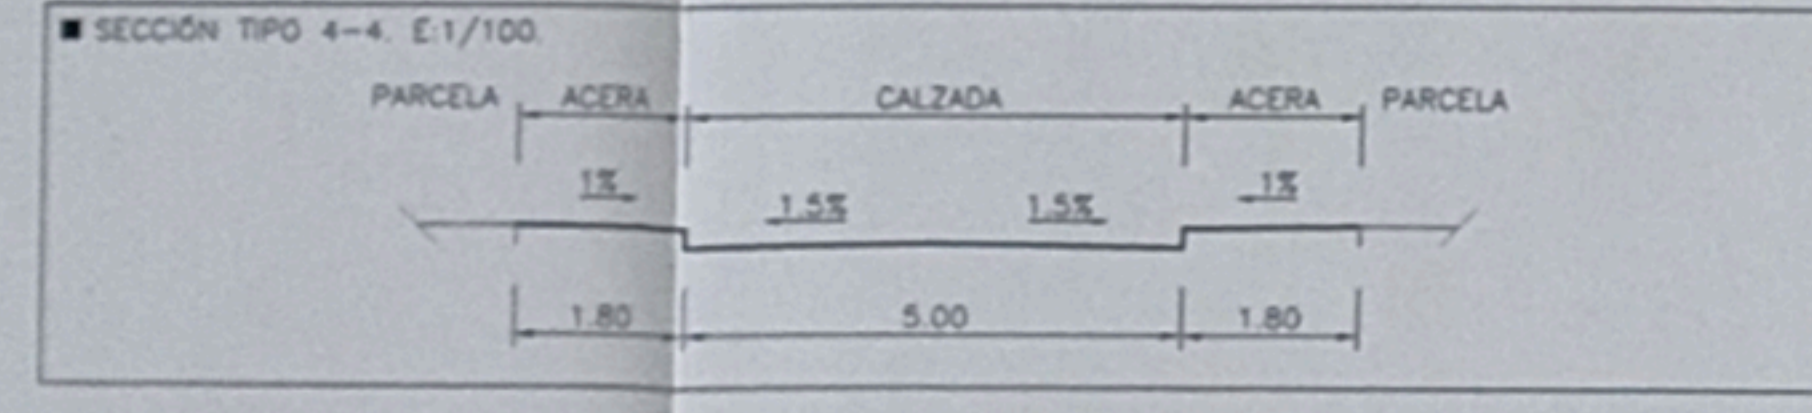 ■ SECCIÓN TIPO 4-4. E:1/100.
PARCELA ACERA CALZADA ACERA PARCELA
1% 1.5% 1.5% 1%
1.80 5.00 1.80